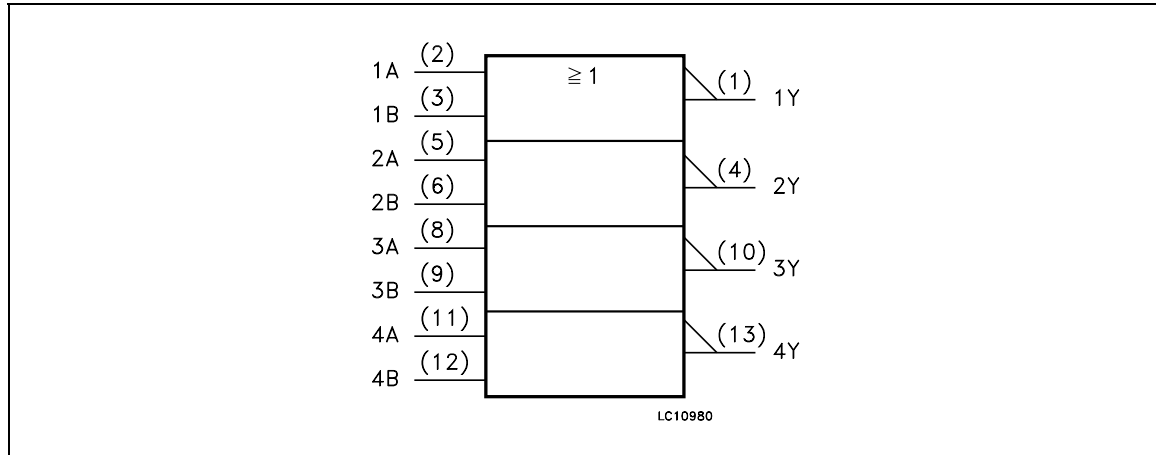 1A (2)
≧ 1
(1) 1Y
1B (3)
2A (5)
(4) 2Y
2B (6)
3A (8)
(10) 3Y
3B (9)
4A (11)
(13) 4Y
4B (12)
LC10980